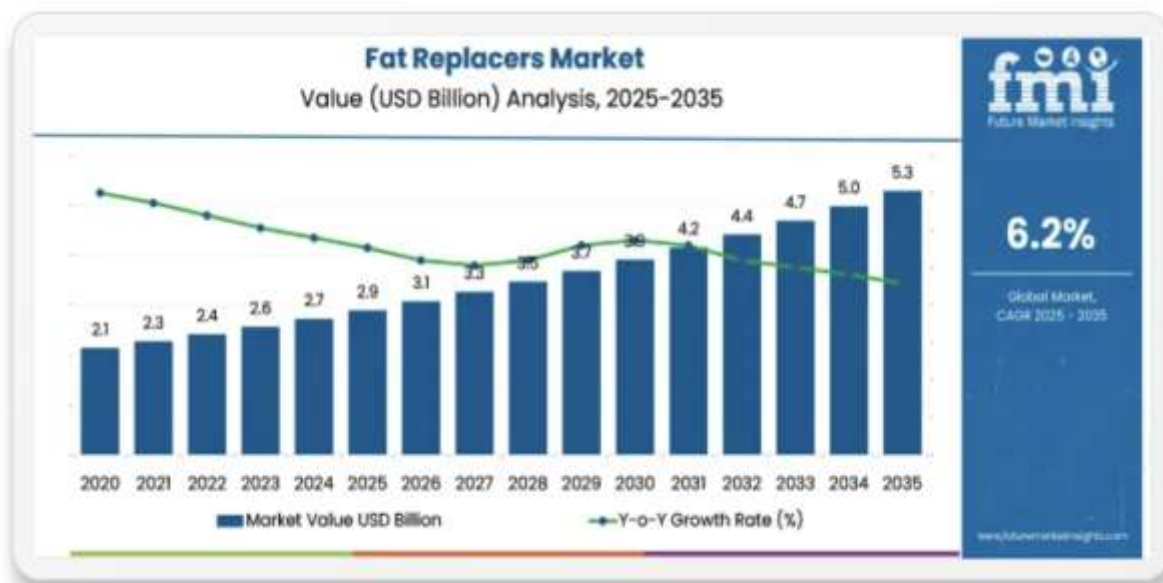 Fat Replacers Market
Value (USD Billion) Analysis, 2025-2035
fmi
Future Market Insights
6.2%
Global Market,
CAGR 2025 - 2035
www.futuremarketinsights.com
2.1 2.3 2.4 2.6 2.7 2.9 3.1 3.3 3.5 3.7 3.9 4.2 4.4 4.7 5.0 5.3
2020 2021 2022 2023 2024 2025 2026 2027 2028 2029 2030 2031 2032 2033 2034 2035
Market Value USD Billion Y-o-Y Growth Rate (%)